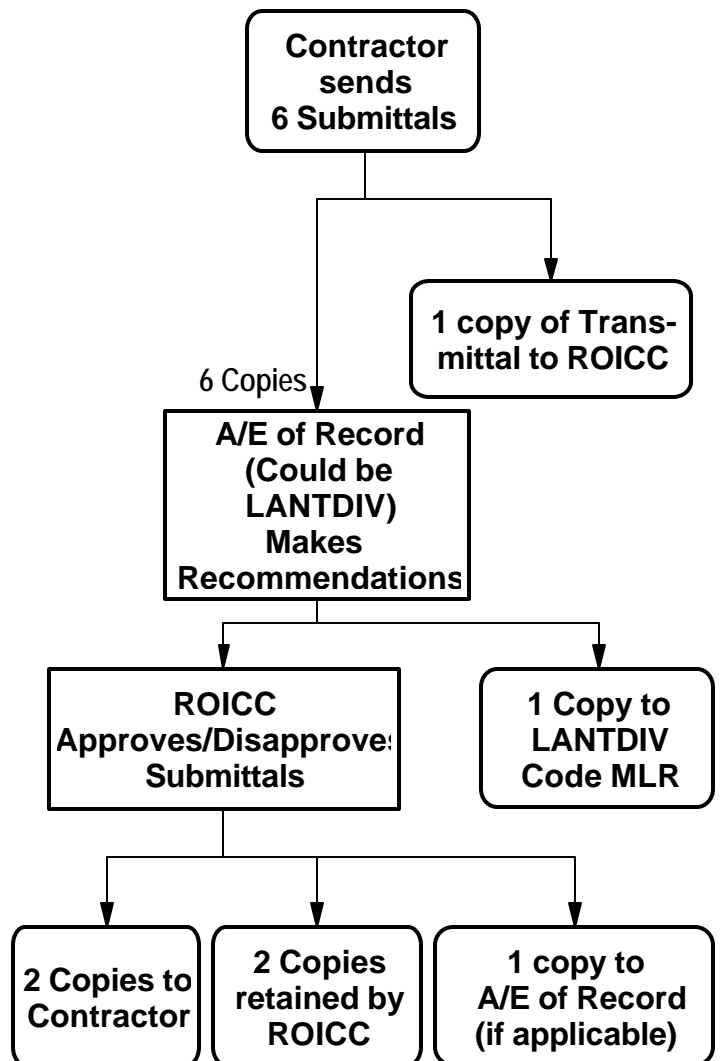 Contractor
sends
6 Submittals
1 copy of Trans-
mittal to ROICC
6 Copies
A/E of Record
(Could be
LANTDIV)
Makes
Recommendations
ROICC
Approves/Disapproves
Submittals
1 Copy to
LANTDIV
Code MLR
2 Copies to
Contractor
2 Copies
retained by
ROICC
1 copy to
A/E of Record
(if applicable)